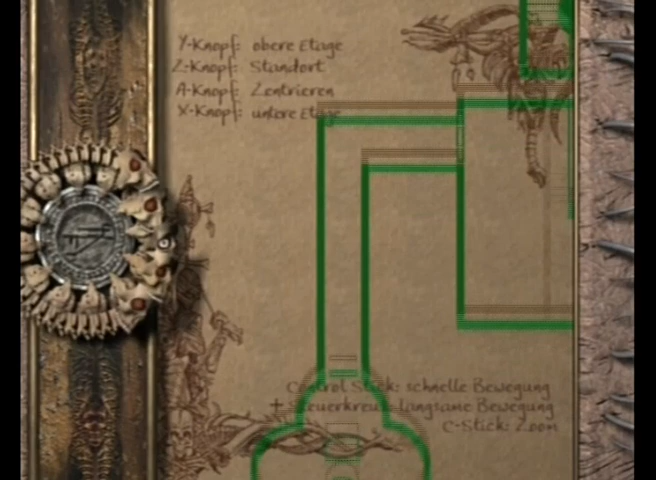 Y-Knopf: obere Etage
Z-Knopf: Standort
A-Knopf: Zentrieren
X-Knopf: untere Etage
Control Stick: schnelle Bewegung
+ Steuerkreuz: langsame Bewegung
C-Stick: Zoom